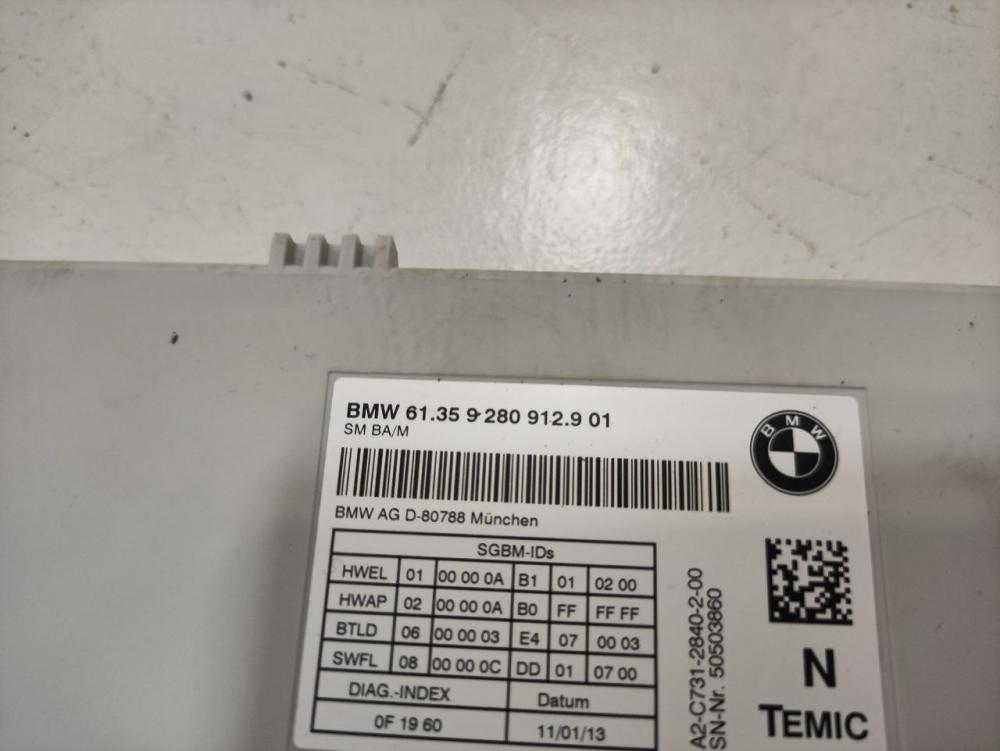 BMW 61.35 9 280 912.9 01
SM BA/M
BMW
BMW AG D-80788 München
SGBM-IDs
HWEL 01 00 00 0A B1 01 02 00
HWAP 02 00 00 0A B0 FF FF FF
BTLD 06 00 00 03 E4 07 00 03
SWFL 08 00 00 0C DD 01 07 00
DIAG.-INDEX Datum
0F 19 60 11/01/13
A2-C731-2840-2-00
SN-Nr. 50503860
N
TEMIC